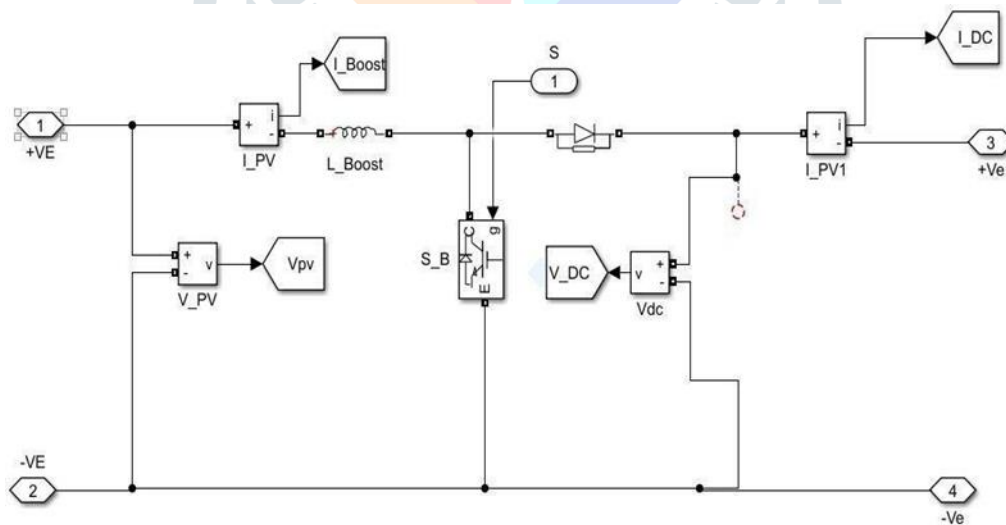 I_DC
I_Boost
S
1
1
+VE
+
i
-
I_PV
L_Boost
+
i
-
I_PV1
3
+Ve
C
g
E
S_B
+
-
v
V_PV
Vpv
V_DC
v
+
-
Vdc
-VE
2
4
-Ve